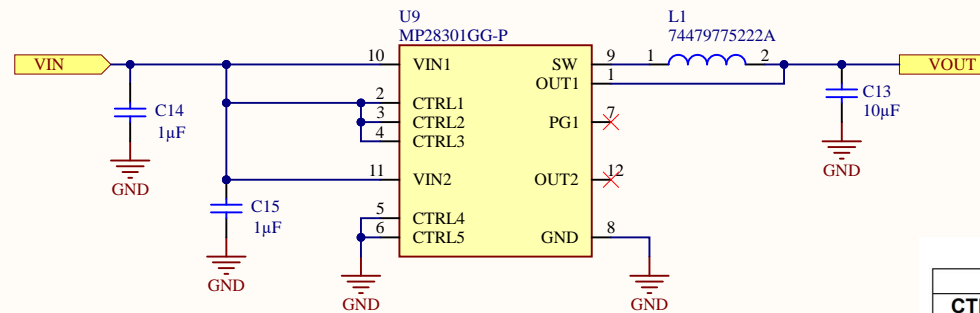 U9
MP28301GG-P
L1
74479775222A
VIN
10
VIN1
SW
9
1
2
VOUT
OUT1
1
C14
1µF
2
CTRL1
3
CTRL2
4
CTRL3
PG1
7
C13
10µF
GND
GND
11
VIN2
OUT2
12
C15
1µF
5
CTRL4
6
CTRL5
GND
8
GND
GND
GND